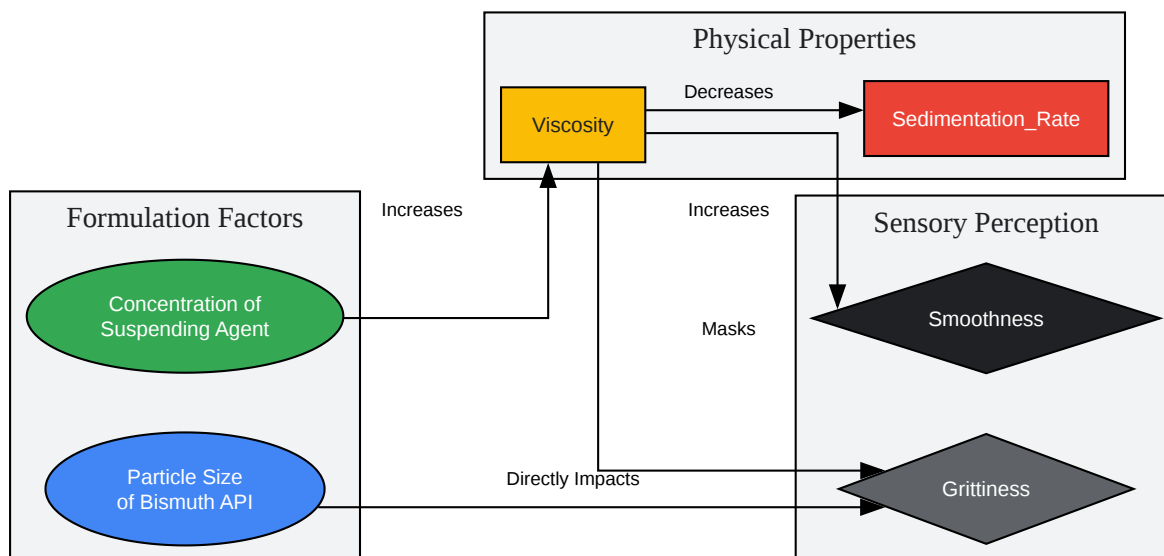 Physical Properties
Decreases
Viscosity
Sedimentation_Rate
Formulation Factors
Increases
Increases
Sensory Perception
Concentration of
Suspending Agent
Smoothness
Masks
Particle Size
of Bismuth API
Directly Impacts
Grittiness